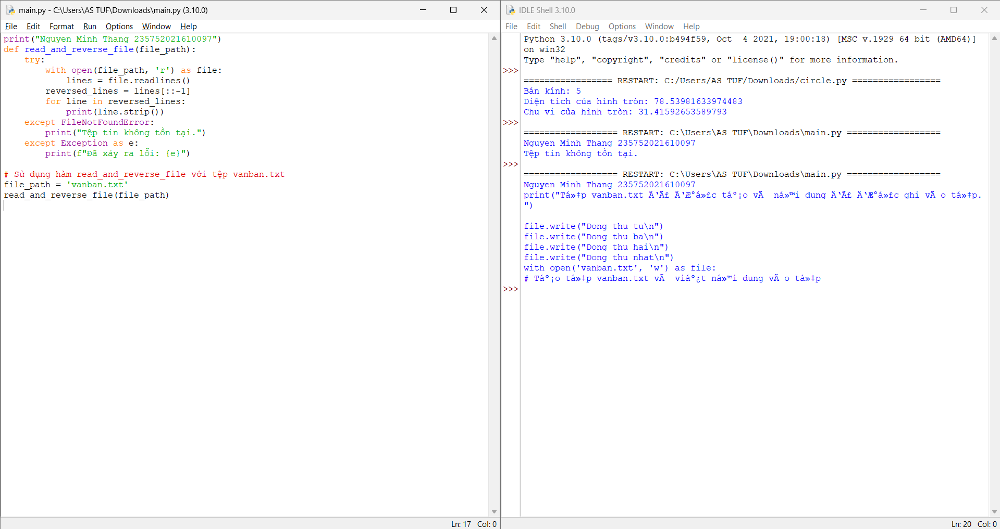 main.py - C:\Users\AS TUF\Downloads\main.py (3.10.0)
File Edit Format Run Options Window Help
print("Nguyen Minh Thang 235752021610097")
def read_and_reverse_file(file_path):
    try:
        with open(file_path, 'r') as file:
            lines = file.readlines()
        reversed_lines = lines[::-1]
        for line in reversed_lines:
            print(line.strip())
    except FileNotFoundError:
        print("Tệp tin không tồn tại.")
    except Exception as e:
        print(f"Đã xảy ra lỗi: {e}")

# Sử dụng hàm read_and_reverse_file với tệp vanban.txt
file_path = 'vanban.txt'
read_and_reverse_file(file_path)
Ln: 17 Col: 0
IDLE Shell 3.10.0
File Edit Shell Debug Options Window Help
Python 3.10.0 (tags/v3.10.0:b494f59, Oct  4 2021, 19:00:18) [MSC v.1929 64 bit (AMD64)]
on win32
Type "help", "copyright", "credits" or "license()" for more information.
>>>
================= RESTART: C:/Users/AS TUF/Downloads/circle.py =================
Bán kính: 5
Diện tích của hình tròn: 78.53981633974483
Chu vi của hình tròn: 31.41592653589793
>>>
================== RESTART: C:\Users\AS TUF\Downloads\main.py ==================
Nguyen Minh Thang 235752021610097
Tệp tin không tồn tại.
>>>
================== RESTART: C:\Users\AS TUF\Downloads\main.py ==================
Nguyen Minh Thang 235752021610097
print("Tá»‡p vanban.txt Ä‘Ã£ Ä‘Æ°á»£c táº¡o vÃ  ná»™i dung Ä‘Ã£ Ä‘Æ°á»£c ghi vÃ o tá»‡p.
")

file.write("Dong thu tu\n")
file.write("Dong thu ba\n")
file.write("Dong thu hai\n")
file.write("Dong thu nhat\n")
with open('vanban.txt', 'w') as file:
# Táº¡o tá»‡p vanban.txt vÃ  viáº¿t ná»™i dung vÃ o tá»‡p
>>>
Ln: 20 Col: 0